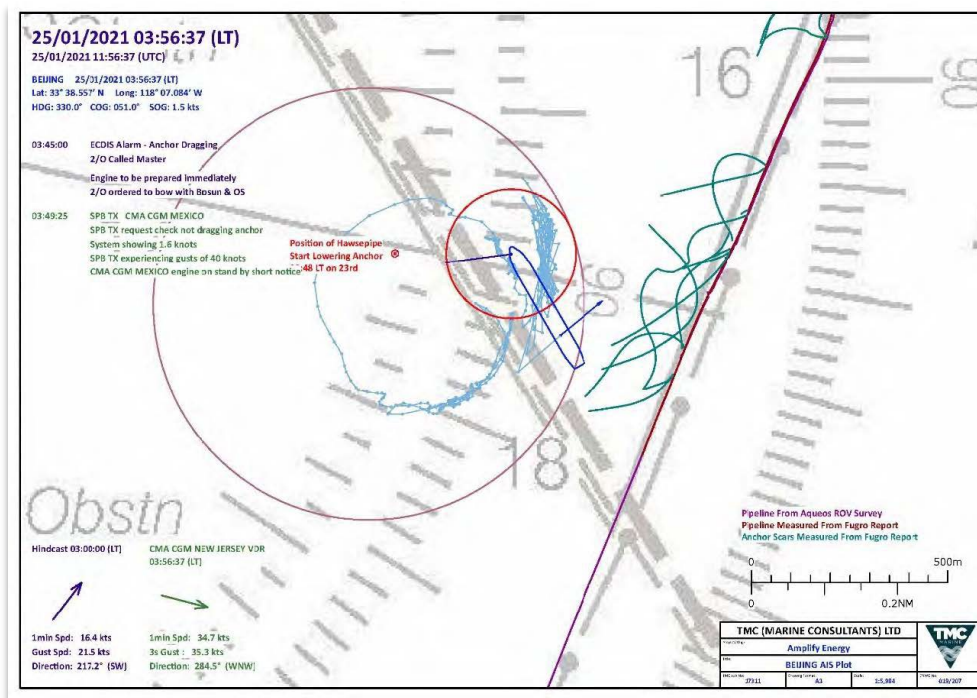 25/01/2021 03:56:37 (LT)
25/01/2021 11:56:37 (UTC)
BEIJING 25/01/2021 03:56:37 (LT)
Lat: 33° 38.557' N Long: 118° 07.084' W
HDG: 330.0° COG: 051.0° SOG: 1.5 kts
03:45:00 ECDIS Alarm - Anchor Dragging
2/O Called Master
Engine to be prepared immediately
2/O ordered to bow with Bosun & OS
03:49:25 SPB TX CMA CGM MEXICO
SPB TX request check not dragging anchor
System showing 1.6 knots
SPB TX experiencing gusts of 40 knots
CMA CGM MEXICO engine on stand by short notice
Position of Hawsepipe
Start Lowering Anchor
:48 LT on 23rd
16
18
Obstn
Hindcast 03:00:00 (LT)
1min Spd: 16.4 kts
Gust Spd: 21.5 kts
Direction: 217.2° (SW)
CMA CGM NEW JERSEY VDR
03:56:37 (LT)
1min Spd: 34.7 kts
3s Gust : 35.3 kts
Direction: 284.5° (WNW)
Pipeline From Aqueos ROV Survey
Pipeline Measured From Fugro Report
Anchor Scars Measured From Fugro Report
0 500m
0 0.2NM
TMC (MARINE CONSULTANTS) LTD
Amplify Energy
BEIJING AIS Plot
A3
TMC
MARINE